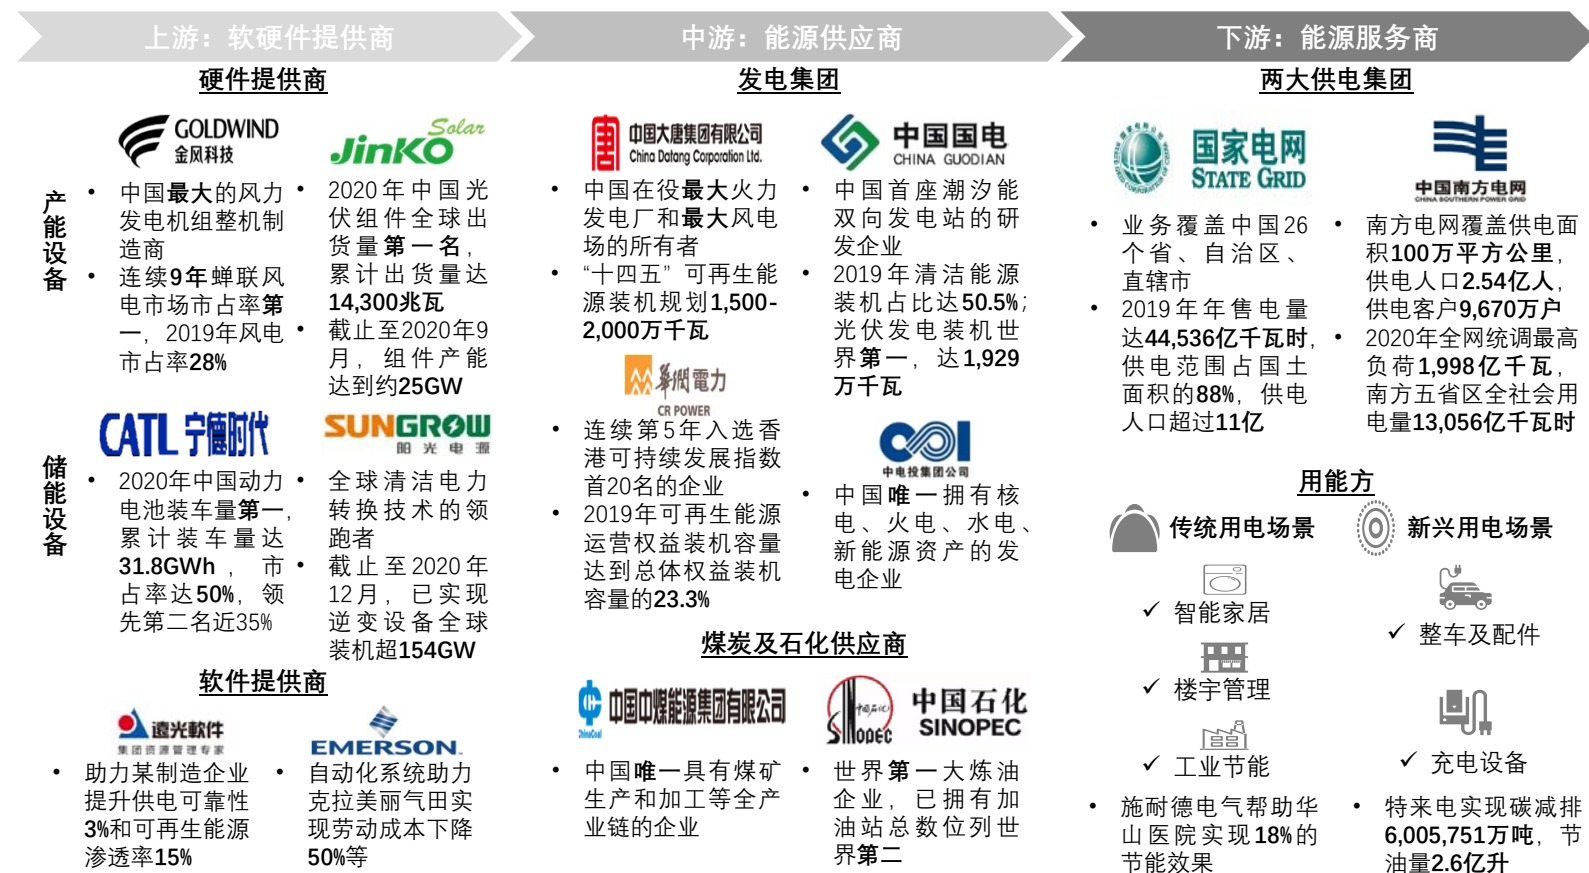 上游：软硬件提供商
中游：能源供应商
下游：能源服务商
硬件提供商
产能设备
GOLDWIND
金风科技
• 中国最大的风力
发电机组整机制
造商
• 连续9年蝉联风
电市场市占率第
一，2019年风电
市占率28%
Solar
JinKO
• 2020年中国光
伏组件全球出
货量第一名，
累计出货量达
14,300兆瓦
• 截止至2020年9
月，组件产能
达到约25GW
储能设备
CATL 宁德时代
• 2020年中国动力
电池装车量第一,
累计装车量达
31.8GWh，市
占率达50%，领
先第二名近35%
SUNGROW
阳光电源
• 全球清洁电力
转换技术的领
跑者
• 截止至2020年
12月，已实现
逆变设备全球
装机超154GW
软件提供商
遠光軟件
集团资源管理专家
• 助力某制造企业
提升供电可靠性
3%和可再生能源
渗透率15%
EMERSON
• 自动化系统助力
克拉美丽气田实
现劳动成本下降
50%等
发电集团
唐
中国大唐集团有限公司
China Datang Corporation Ltd.
• 中国在役最大火力
发电厂和最大风电
场的所有者
• “十四五”可再生能
源装机规划1,500-
2,000万千瓦
中国国电
CHINA GUODIAN
• 中国首座潮汐能
双向发电站的研
发企业
• 2019年清洁能源
装机占比达50.5%;
光伏发电装机世
界第一，达1,929
万千瓦
華潤電力
CR POWER
• 连续第5年入选香
港可持续发展指数
首20名的企业
• 2019年可再生能源
运营权益装机容量
达到总体权益装机
容量的23.3%
中电投集团公司
• 中国唯一拥有核
电、火电、水电、
新能源资产的发
电企业
煤炭及石化供应商
ChinaCoal
中国中煤能源集团有限公司
• 中国唯一具有煤矿
生产和加工等全产
业链的企业
中国石化
SINOPEC
中国石化
SINOPEC
• 世界第一大炼油
企业，已拥有加
油站总数位列世
界第二
两大供电集团
国家电网
STATE GRID
• 业务覆盖中国26
个省、自治区、
直辖市
• 2019年年售电量
达44,536亿千瓦时,
供电范围占国土
面积的88%，供电
人口超过11亿
中国南方电网
CHINA SOUTHERN POWER GRID
• 南方电网覆盖供电面
积100万平方公里，
供电人口2.54亿人，
供电客户9,670万户
• 2020年全网统调最高
负荷1,998亿千瓦，
南方五省区全社会用
电量13,056亿千瓦时
用能方
传统用电场景
✓ 智能家居
✓ 楼宇管理
✓ 工业节能
• 施耐德电气帮助华
山医院实现18%的
节能效果
新兴用电场景
✓ 整车及配件
✓ 充电设备
• 特来电实现碳减排
6,005,751万吨，节
油量2.6亿升